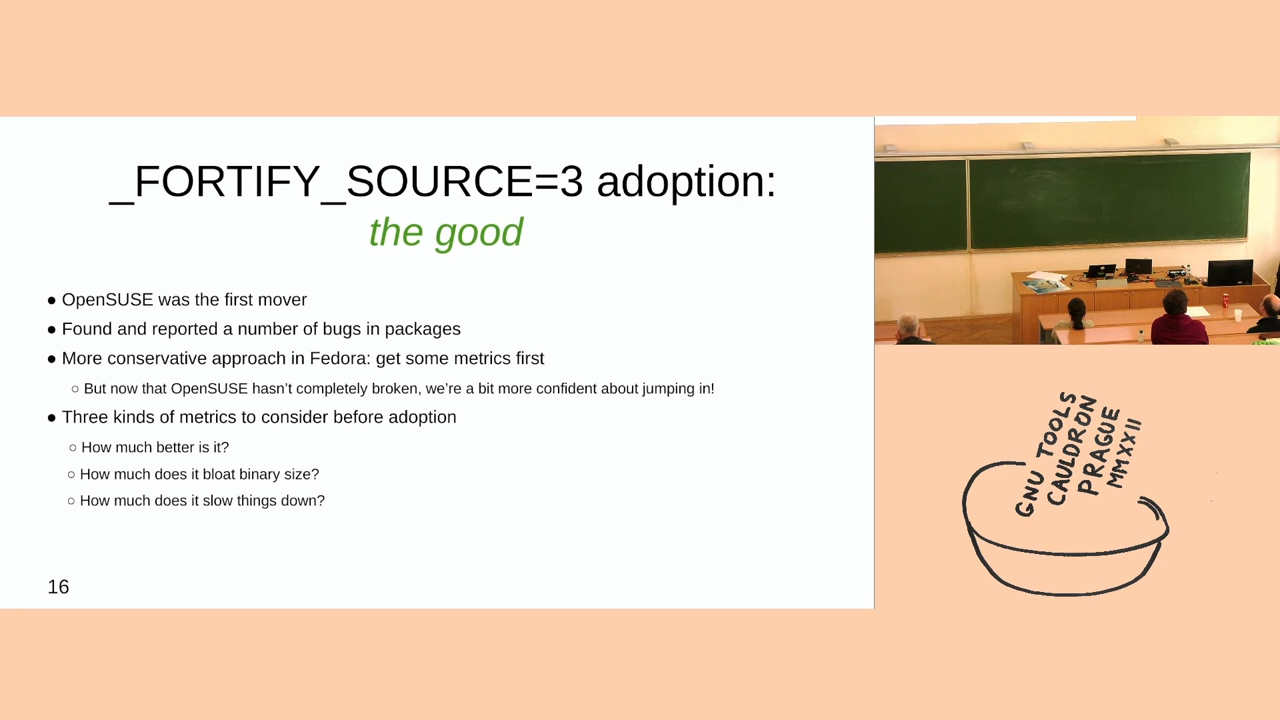 _FORTIFY_SOURCE=3 adoption:
the good
● OpenSUSE was the first mover
● Found and reported a number of bugs in packages
● More conservative approach in Fedora: get some metrics first
○ But now that OpenSUSE hasn't completely broken, we're a bit more confident about jumping in!
● Three kinds of metrics to consider before adoption
○ How much better is it?
○ How much does it bloat binary size?
○ How much does it slow things down?
16
GNU TOOLS
CAULDRON
PRAGUE
MMXXII